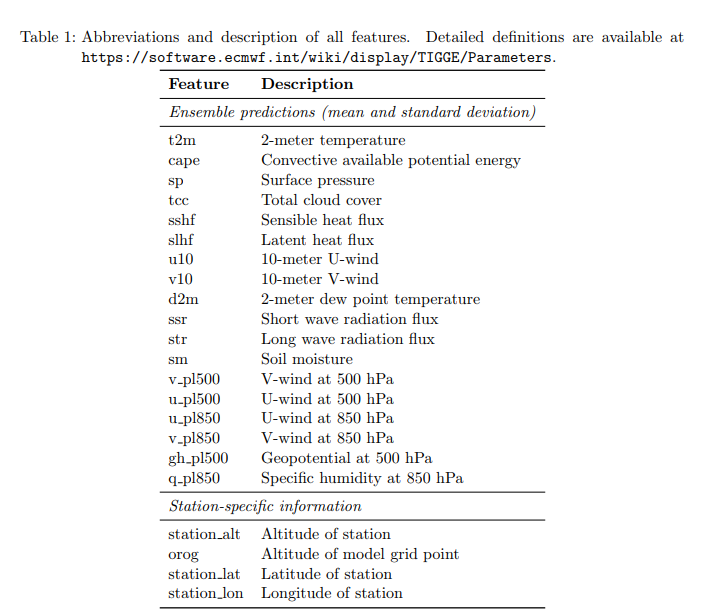 Table 1: Abbreviations and description of all features. Detailed definitions are available at
https://software.ecmwf.int/wiki/display/TIGGE/Parameters.
Feature Description
Ensemble predictions (mean and standard deviation)
t2m 2-meter temperature
cape Convective available potential energy
sp Surface pressure
tcc Total cloud cover
sshf Sensible heat flux
slhf Latent heat flux
u10 10-meter U-wind
v10 10-meter V-wind
d2m 2-meter dew point temperature
ssr Short wave radiation flux
str Long wave radiation flux
sm Soil moisture
v_pl500 V-wind at 500 hPa
u_pl500 U-wind at 500 hPa
u_pl850 U-wind at 850 hPa
v_pl850 V-wind at 850 hPa
gh_pl500 Geopotential at 500 hPa
q_pl850 Specific humidity at 850 hPa
Station-specific information
station_alt Altitude of station
orog Altitude of model grid point
station_lat Latitude of station
station_lon Longitude of station